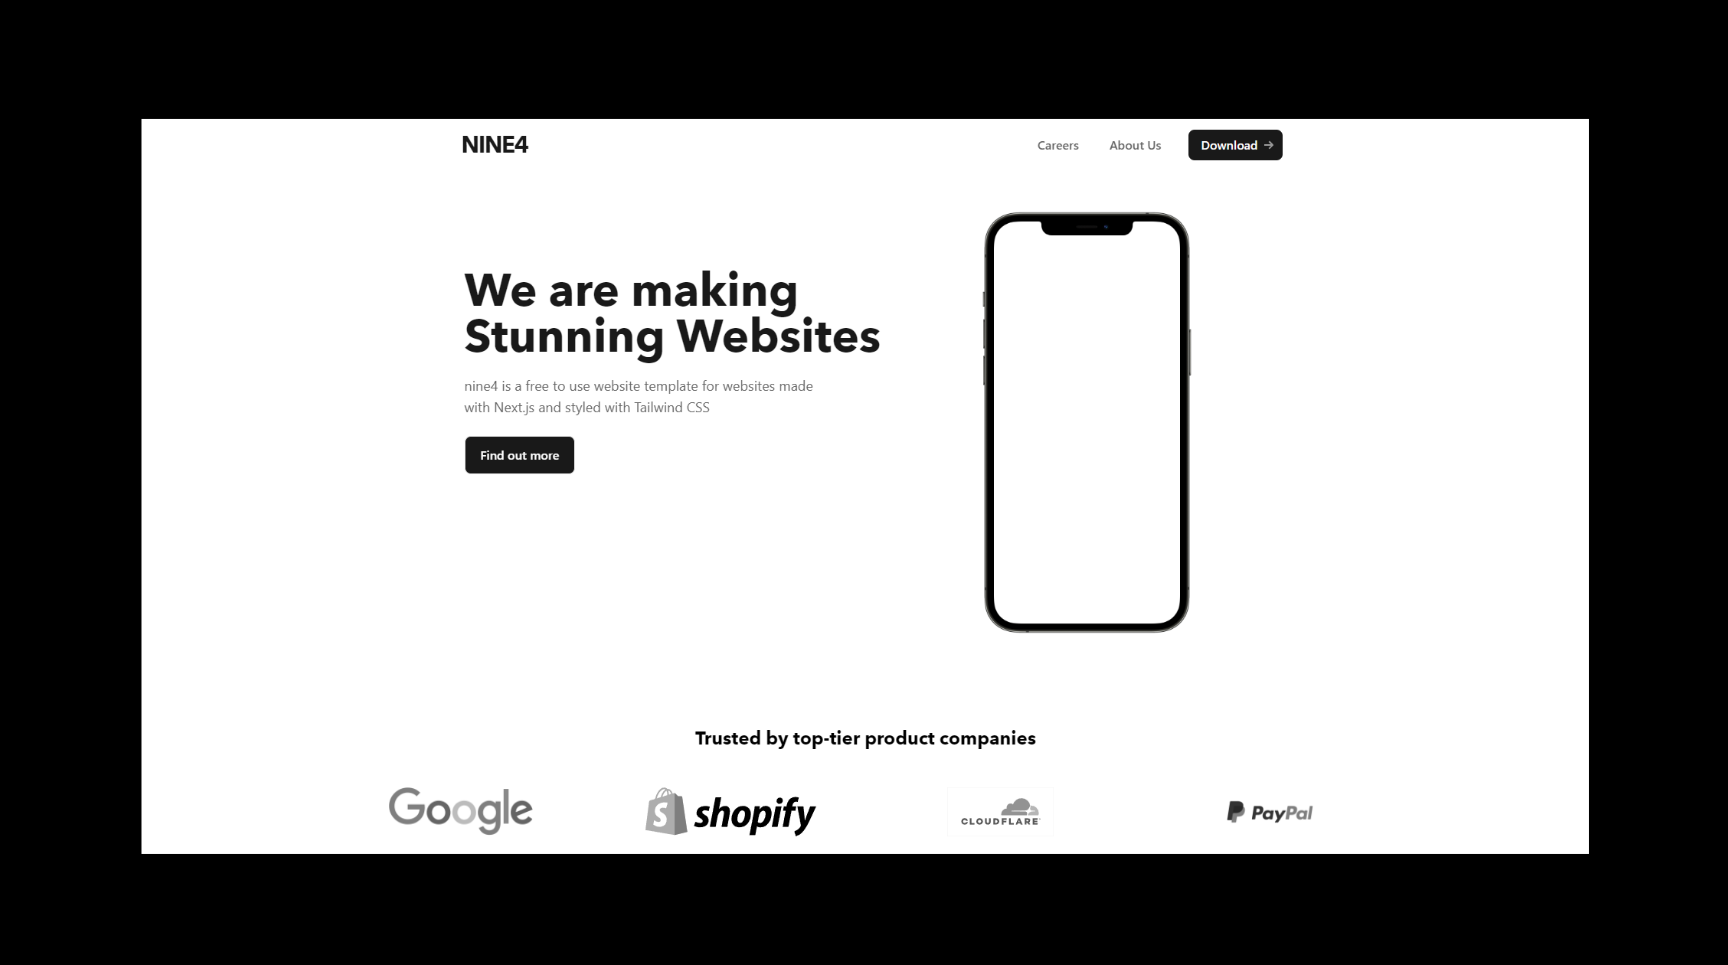 NINE4
Careers
About Us
Download →
We are making
Stunning Websites
nine4 is a free to use website template for websites made
with Next.js and styled with Tailwind CSS
Find out more
Trusted by top-tier product companies
Google
shopify
CLOUDFLARE
PayPal